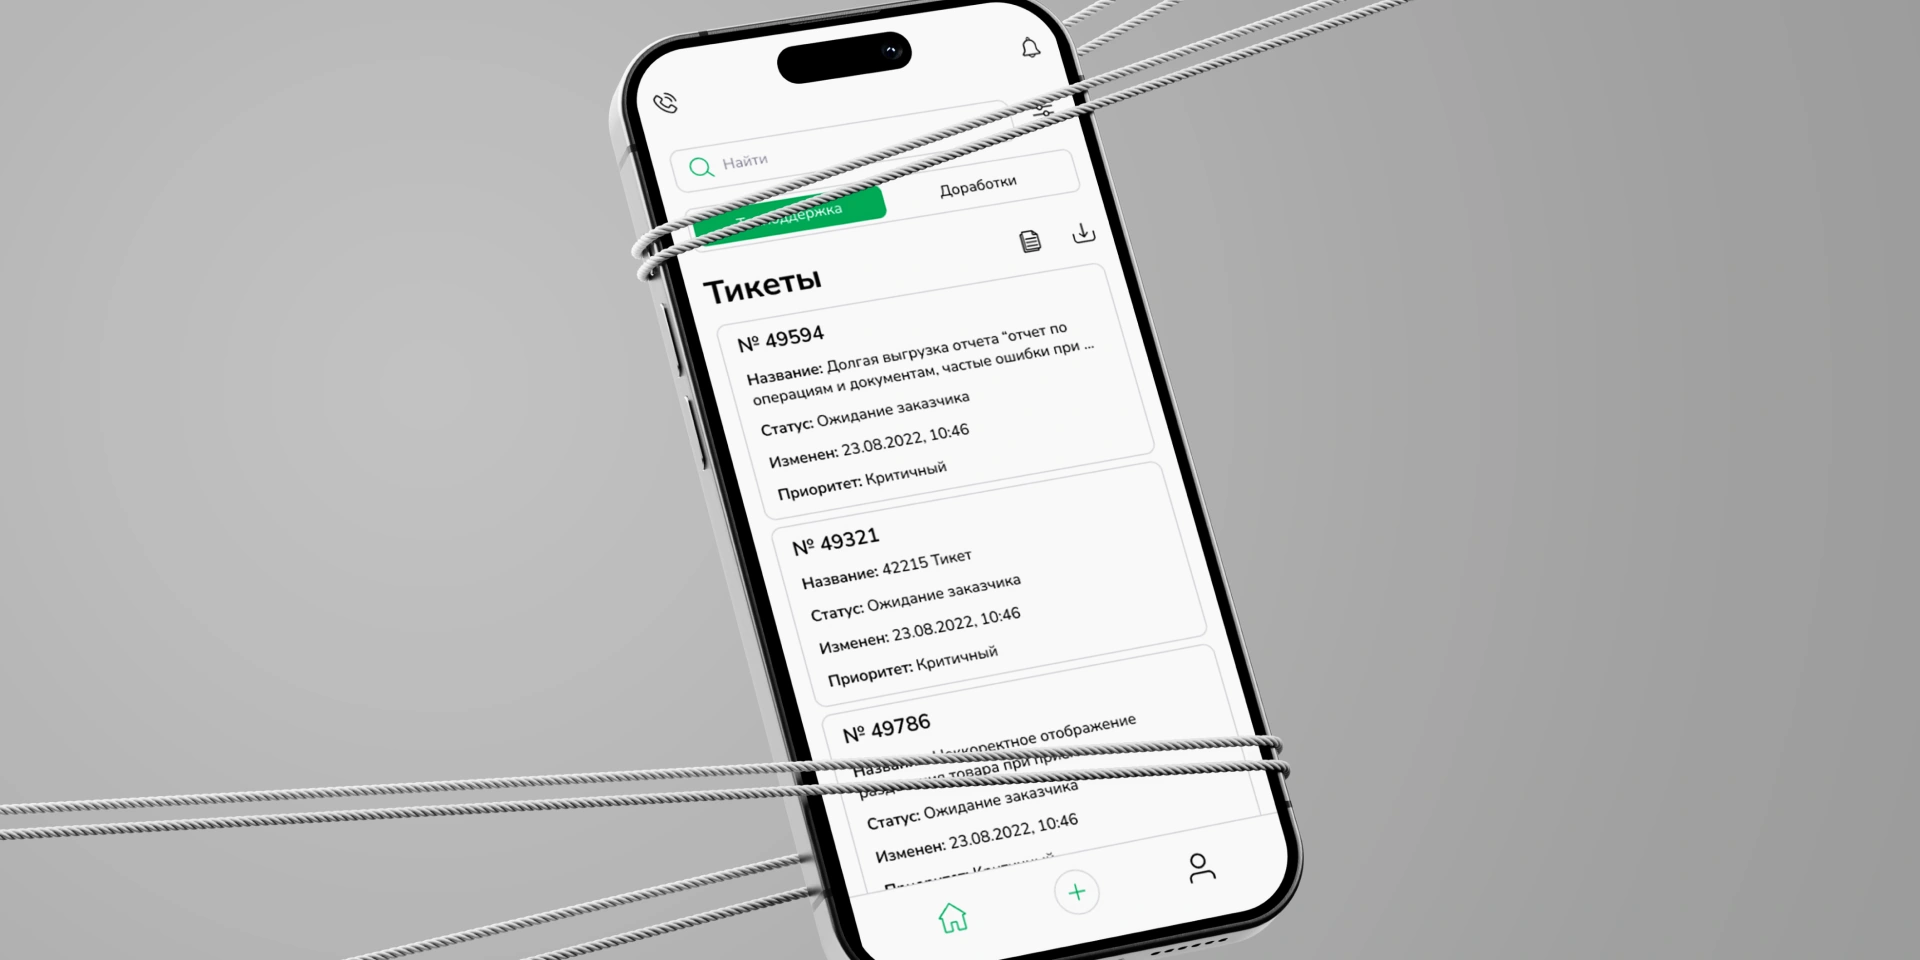 Найти
Доработки
Тикеты
№ 49594
Название: Долгая выгрузка отчета “отчет по
операциям и документам, частые ошибки при ...
Статус: Ожидание заказчика
Изменен: 23.08.2022, 10:46
Приоритет: Критичный
№ 49321
Название: 42215 Тикет
Статус: Ожидание заказчика
Изменен: 23.08.2022, 10:46
Приоритет: Критичный
№ 49786
отображение
товара при
Статус: Ожидание заказчика
Изменен: 23.08.2022, 10:46